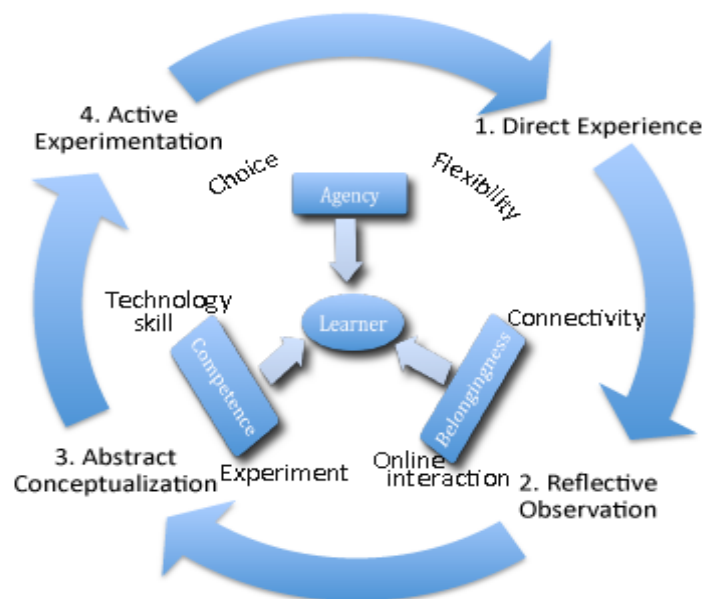 4. Active
Experimentation
1. Direct Experience
Choice
Agency
Flexibility
Technology
skill
Learner
Connectivity
Competence
Belongingness
3. Abstract
Conceptualization
Experiment
Online
interaction
2. Reflective
Observation